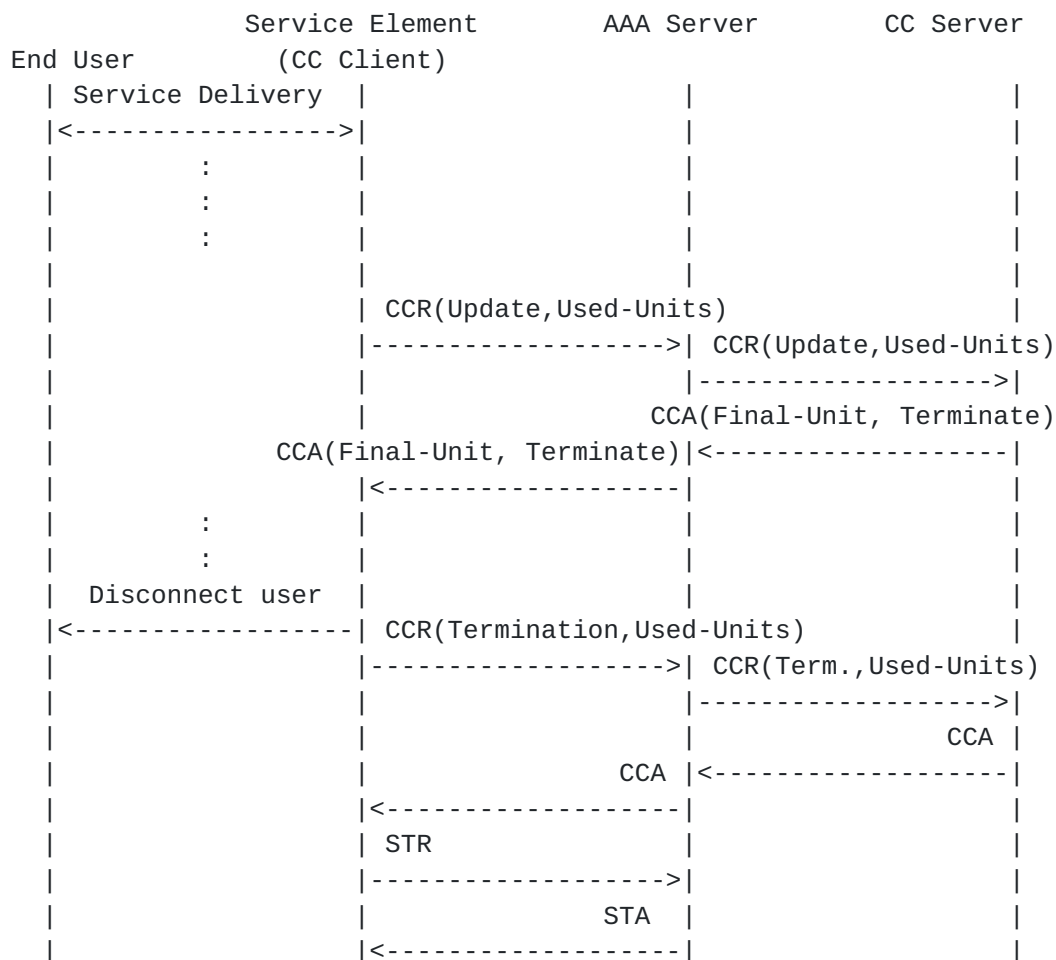 Service Element        AAA Server        CC Server
End User         (CC Client)
| Service Delivery  |                    |                    |
|<----------------->|                    |                    |
|         :         |                    |                    |
|         :         |                    |                    |
|         :         |                    |                    |
|                   |                    |                    |
|                   | CCR(Update,Used-Units)                  |
|                   |------------------->| CCR(Update,Used-Units)
|                   |                    |------------------->|
|                   |                  CCA(Final-Unit, Terminate)
|              CCA(Final-Unit, Terminate)|<-------------------|
|                   |<-------------------|                    |
|         :         |                    |                    |
|         :         |                    |                    |
|  Disconnect user  |                    |                    |
|<------------------| CCR(Termination,Used-Units)             |
|                   |------------------->| CCR(Term.,Used-Units)
|                   |                    |------------------->|
|                   |                    |                CCA |
|                   |                CCA |<-------------------|
|                   |<-------------------|                    |
|                   | STR                |                    |
|                   |------------------->|                    |
|                   |               STA  |                    |
|                   |<-------------------|                    |